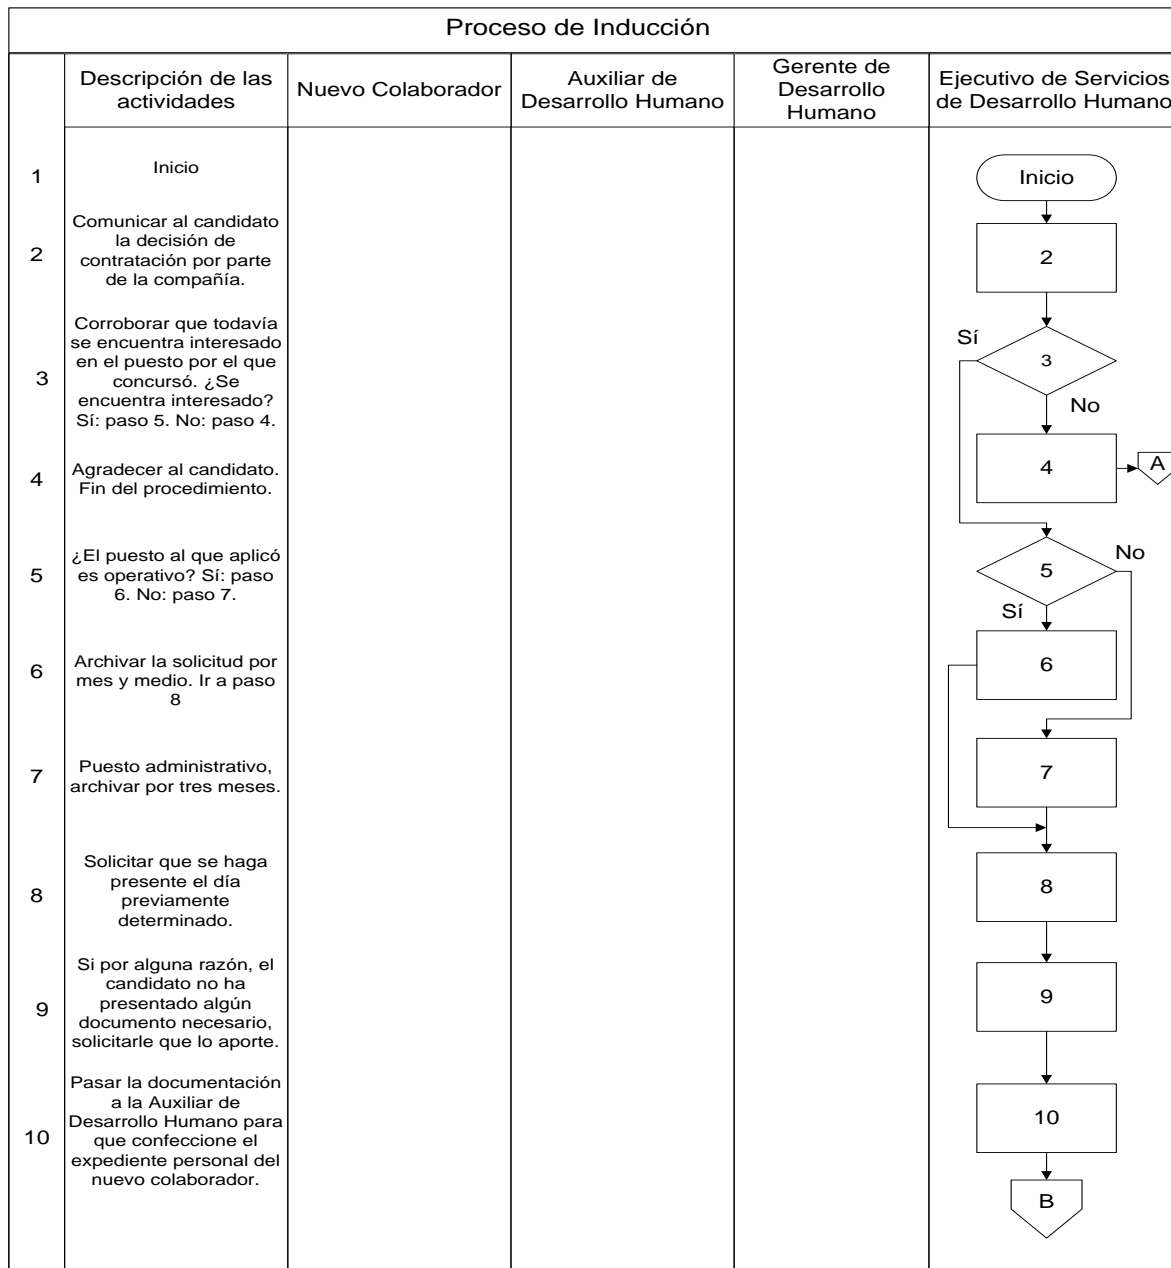 Proceso de Inducción
Descripción de las
actividades
Nuevo Colaborador
Auxiliar de
Desarrollo Humano
Gerente de
Desarrollo
Humano
Ejecutivo de Servicios
de Desarrollo Humano
1
Inicio
Inicio
2
Comunicar al candidato
la decisión de
contratación por parte
de la compañía.
2
3
Corroborar que todavía
se encuentra interesado
en el puesto por el que
concursó. ¿Se
encuentra interesado?
Sí: paso 5. No: paso 4.
Sí
3
No
4
Agradecer al candidato.
Fin del procedimiento.
4
A
5
¿El puesto al que aplicó
es operativo? Sí: paso
6. No: paso 7.
5
No
Sí
6
Archivar la solicitud por
mes y medio. Ir a paso
8
6
7
Puesto administrativo,
archivar por tres meses.
7
8
Solicitar que se haga
presente el día
previamente
determinado.
8
9
Si por alguna razón, el
candidato no ha
presentado algún
documento necesario,
solicitarle que lo aporte.
9
10
Pasar la documentación
a la Auxiliar de
Desarrollo Humano para
que confeccione el
expediente personal del
nuevo colaborador.
10
B